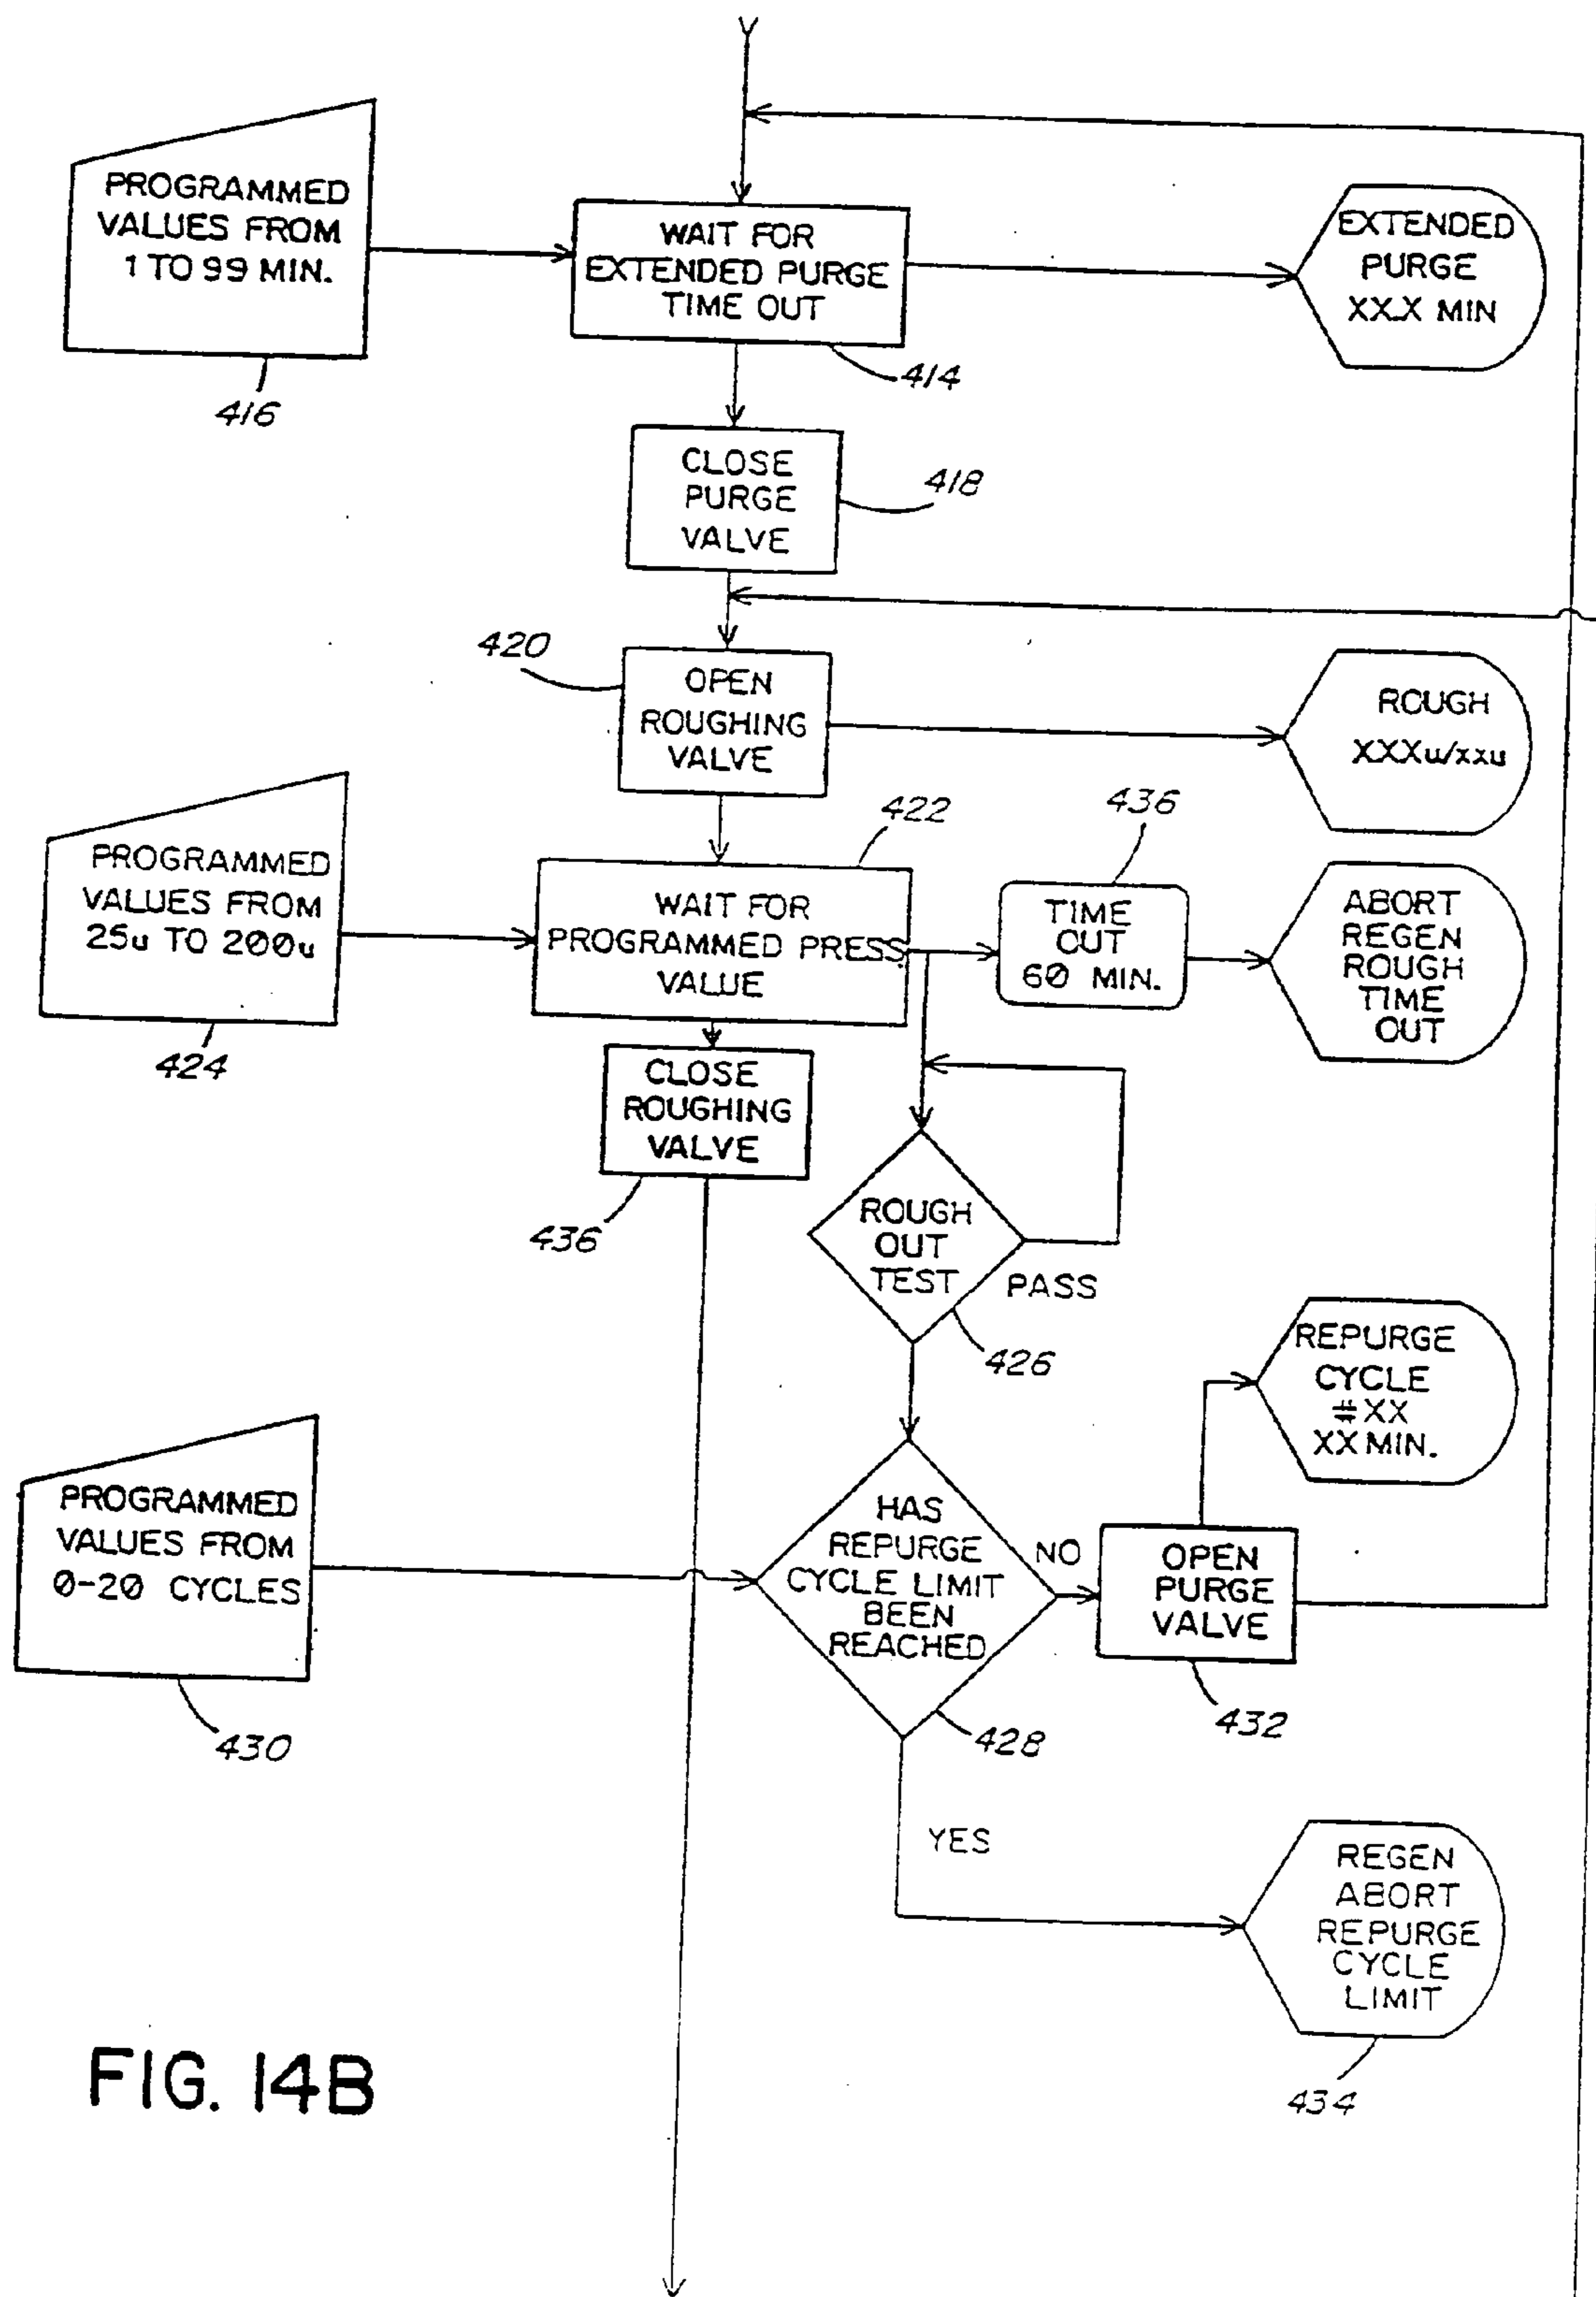 PROGRAMMED
VALUES FROM
1 TO 99 MIN.
416
WAIT FOR
EXTENDED PURGE
TIME OUT
414
EXTENDED
PURGE
XX.X MIN
CLOSE
PURGE
VALVE
418
420
OPEN
ROUGHING
VALVE
ROUGH
XXXu/xxu
PROGRAMMED
VALUES FROM
25u TO 200u
424
422
WAIT FOR
PROGRAMMED PRESS.
VALUE
436
TIME
OUT
60 MIN.
ABORT
REGEN
ROUGH
TIME
OUT
CLOSE
ROUGHING
VALVE
436
ROUGH
OUT
TEST
PASS
426
REPURGE
CYCLE
#XX
XX MIN.
PROGRAMMED
VALUES FROM
0-20 CYCLES
430
HAS
REPURGE
CYCLE LIMIT
BEEN
REACHED
428
NO
OPEN
PURGE
VALVE
432
YES
REGEN
ABORT
REPURGE
CYCLE
LIMIT
434
FIG. 14B